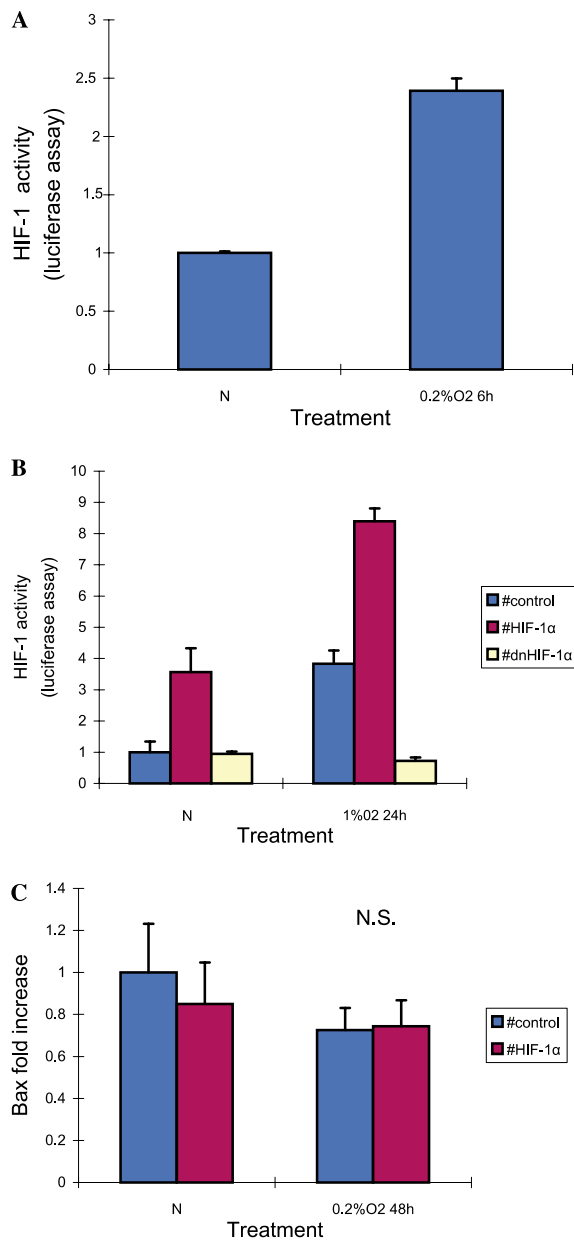 A
HIF-1 activity
(luciferase assay)
3
2.5
2
1.5
1
0.5
0
N
0.2%O2 6h
Treatment
B
HIF-1 activity
(luciferase assay)
10
9
8
7
6
5
4
3
2
1
0
N
1%02 24h
Treatment
#control
#HIF-1α
#dnHIF-1α
C
N.S.
Bax fold increase
1.4
1.2
1
0.8
0.6
0.4
0.2
0
N
0.2%O2 48h
Treatment
#control
#HIF-1α